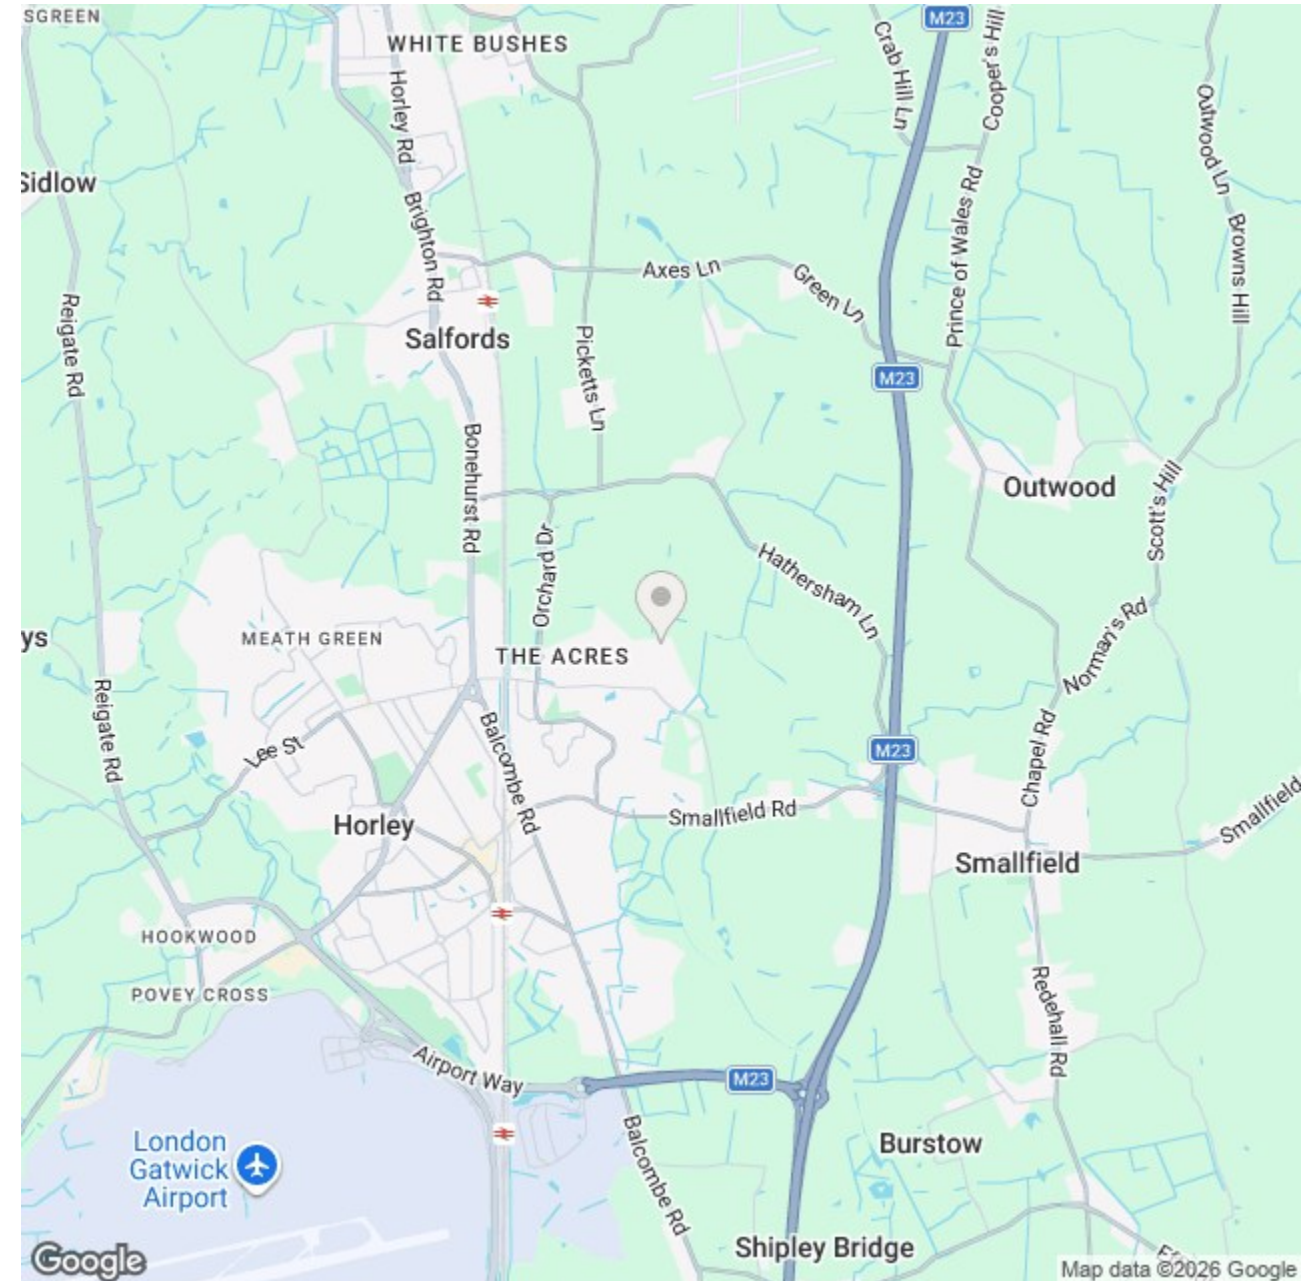 SGREEN
WHITE BUSHES
M23
Crab Hill Ln
Cooper's Hill
Horley Rd
Outwood Ln
Sidlow
Brighton Rd
Prince of Wales Rd
Browns Hill
Axes Ln
Green Ln
Reigate Rd
Salfords
Picketts Ln
M23
Bonehurst Rd
Outwood
Scott's Hill
Orchard Dr
Hathersham Ln
ys
MEATH GREEN
THE ACRES
Norman's Rd
Reigate Rd
Lee St
Balcombe Rd
M23
Chapel Rd
Smallfield Rd
Smallfield
Horley
Smallfield
HOOKWOOD
POVEY CROSS
Redehall Rd
Airport Way
M23
London
Gatwick
Airport
Balcombe Rd
Burstow
Shipley Bridge
Google
Map data ©2026 Google